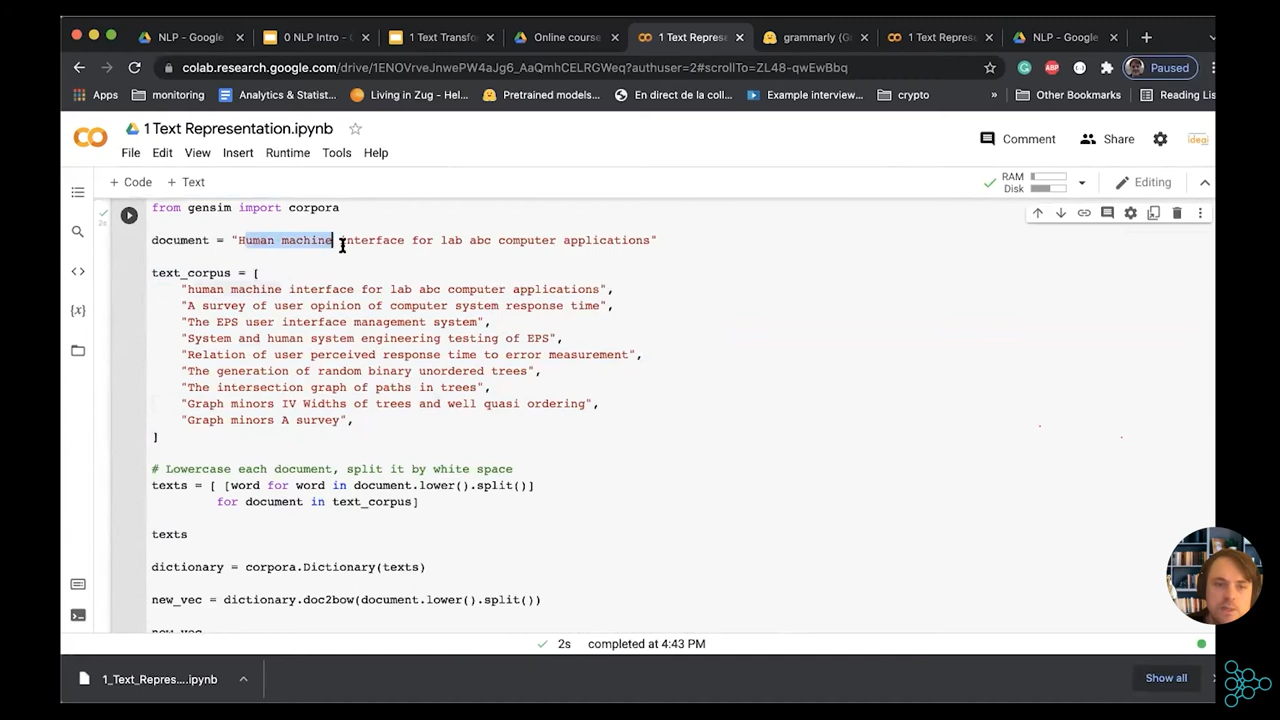 NLP - Google
0 NLP Intro -
1 Text Transfo
Online course
1 Text Represe
grammarly
1 Text Represe
NLP - Google
colab.research.google.com/drive/1ENOVrveJnwePW4aJg6_AaQmhCELRGWeq?authuser=2#scrollTo=ZL48-qwEwBbq
Paused
Apps
monitoring
Analytics & Statist...
Living in Zug - Hel...
Pretrained models...
En direct de la coll...
Example interview...
crypto
»
Other Bookmarks
Reading List
1 Text Representation.ipynb
Comment
Share
idegi
File Edit View Insert Runtime Tools Help
+ Code + Text
RAM
Disk
Editing
from gensim import corpora
2s
document = "Human machine interface for lab abc computer applications"
text_corpus = [
"human machine interface for lab abc computer applications",
"A survey of user opinion of computer system response time",
"The EPS user interface management system",
"System and human system engineering testing of EPS",
"Relation of user perceived response time to error measurement",
"The generation of random binary unordered trees",
"The intersection graph of paths in trees",
"Graph minors IV Widths of trees and well quasi ordering",
"Graph minors A survey",
]
# Lowercase each document, split it by white space
texts = [ [word for word in document.lower().split()]
for document in text_corpus]
texts
dictionary = corpora.Dictionary(texts)
new_vec = dictionary.doc2bow(document.lower().split())
new_vec
2s completed at 4:43 PM
1_Text_Repres....ipynb
Show all